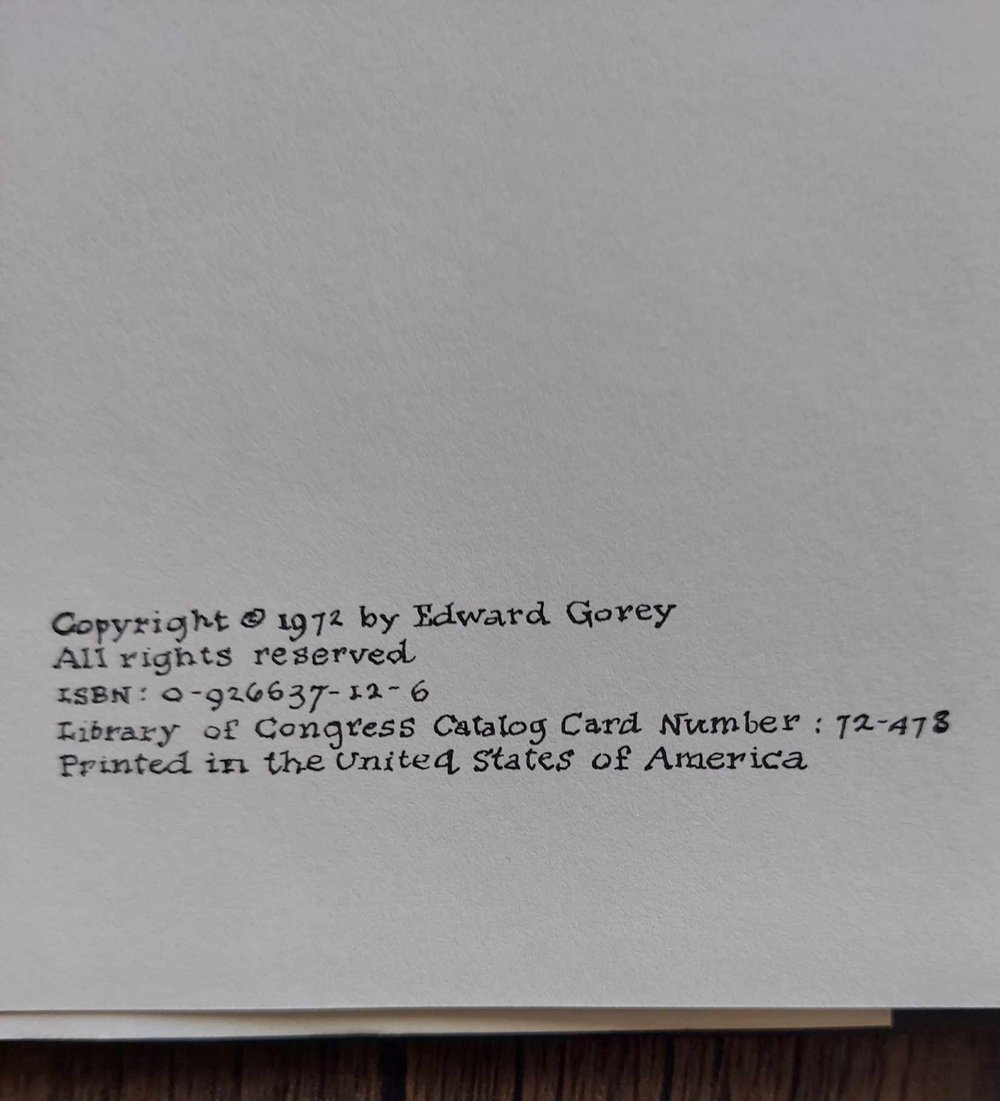 Copyright © 1972 by Edward Gorey
All rights reserved
ISBN: 0-926637-12-6
Library of Congress Catalog Card Number : 72-478
Printed in the United States of America